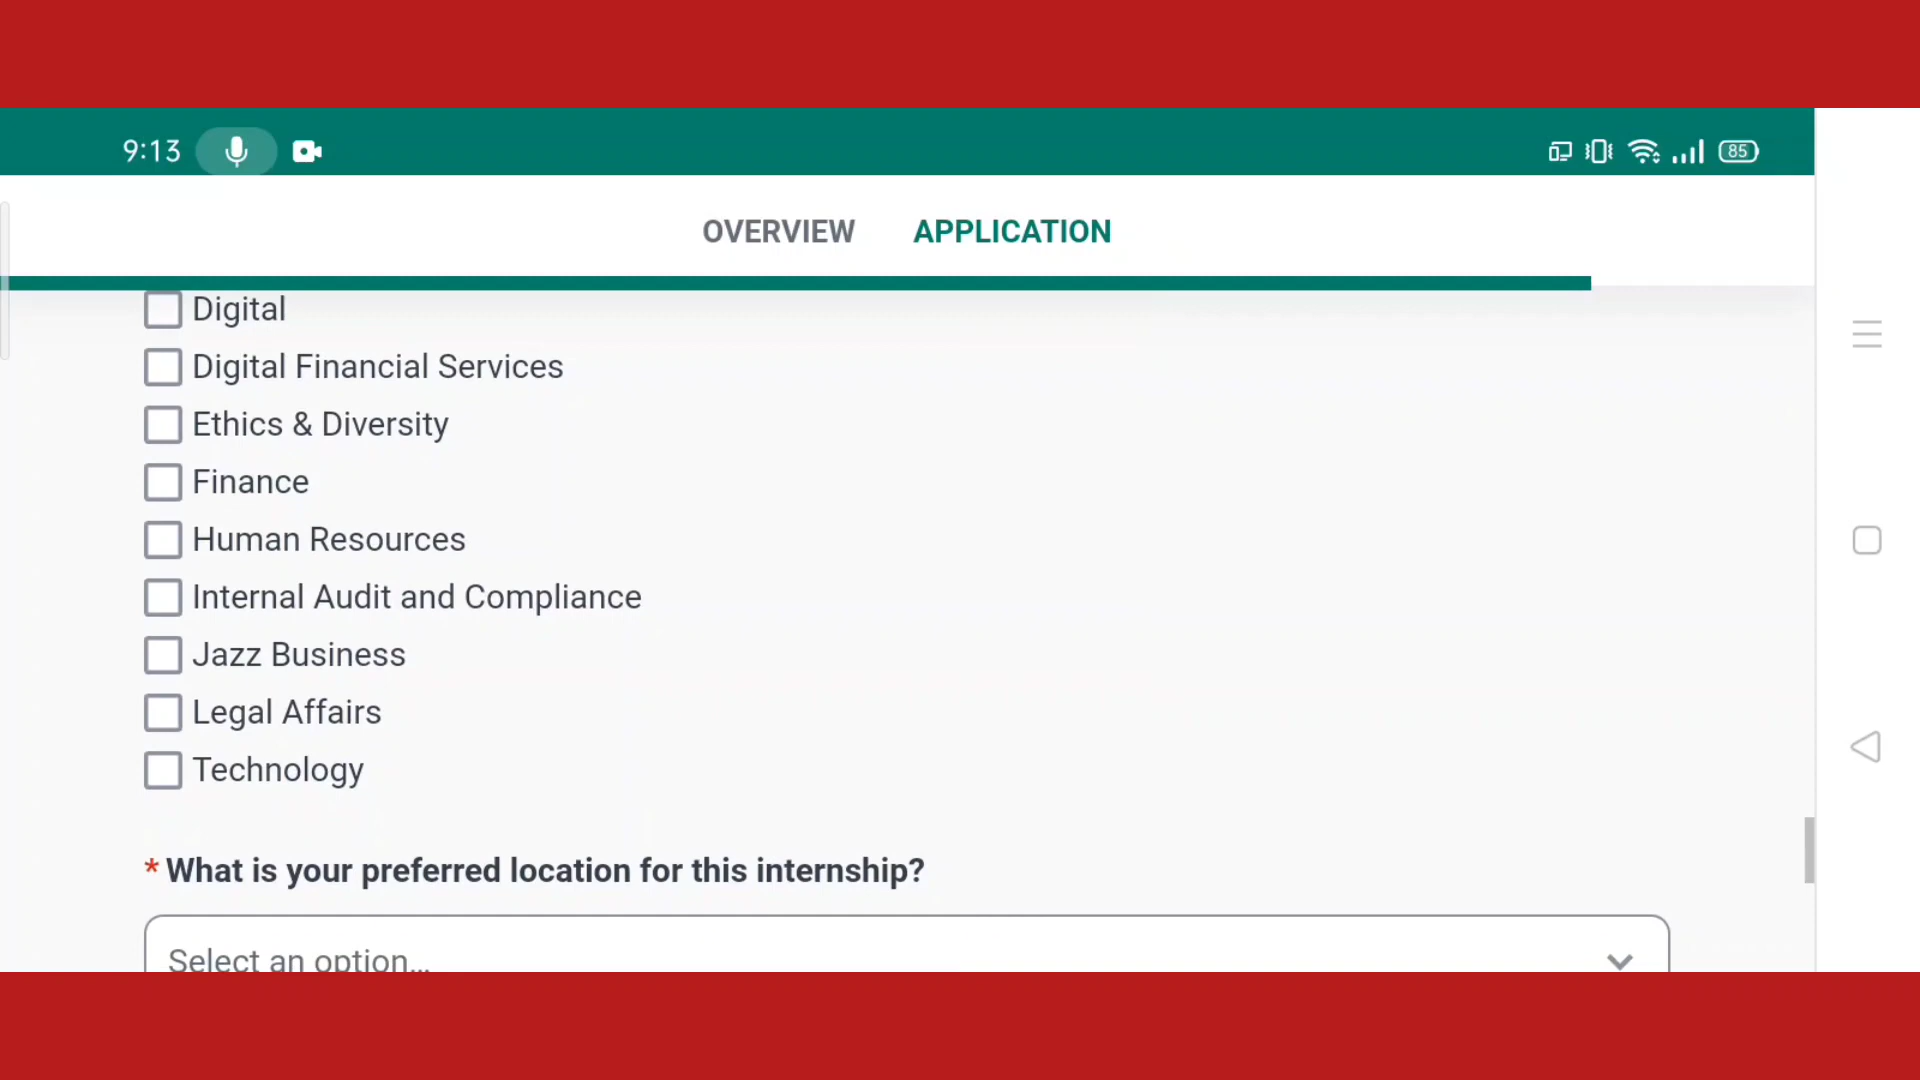 9:13
85
OVERVIEW APPLICATION
Digital
Digital Financial Services
Ethics & Diversity
Finance
Human Resources
Internal Audit and Compliance
Jazz Business
Legal Affairs
Technology
* What is your preferred location for this internship?
Select an option...